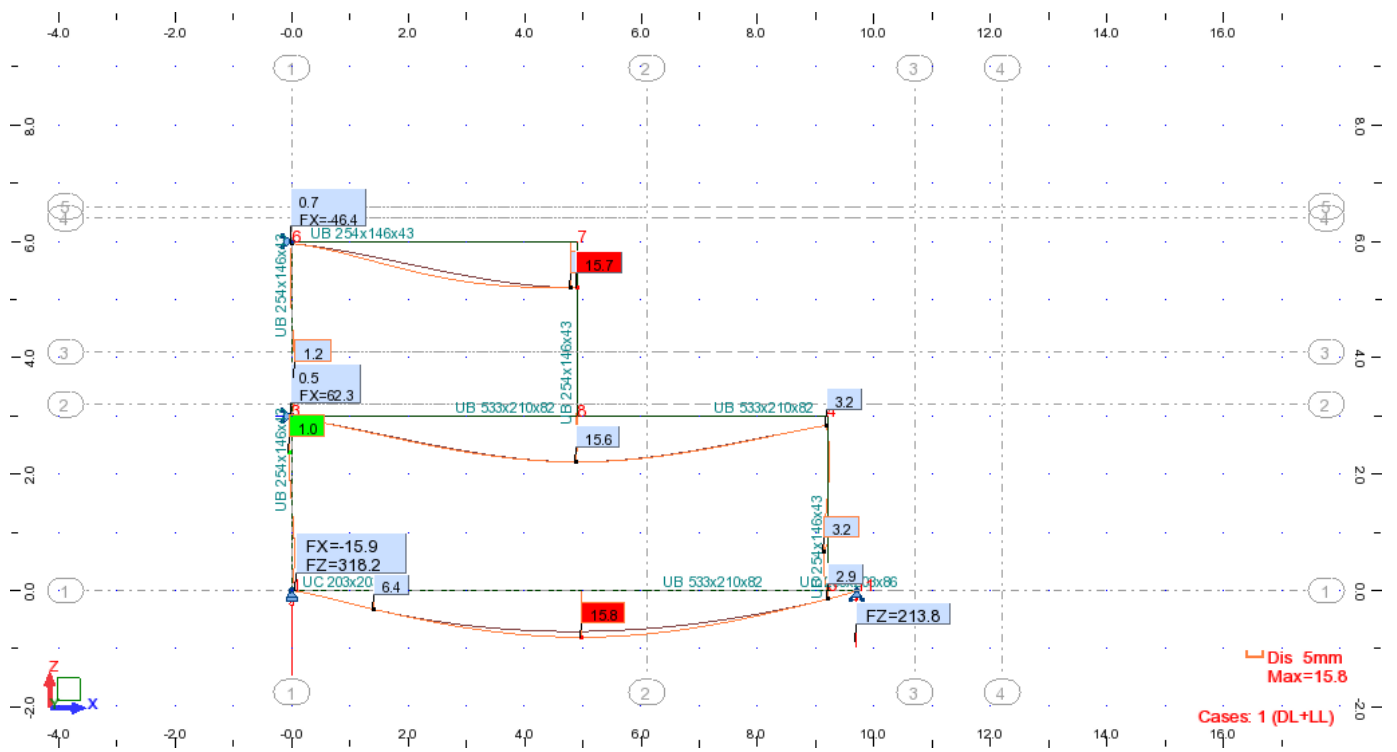 -4.0 -2.0 -0.0 2.0 4.0 6.0 8.0 10.0 12.0 14.0 16.0
1 2 3 4
8.0 8.0
0.7
5 5
FX=-46.4
4 4
6 UB 254x146x43 7
6.0 6.0
15.7
UB 254x146x43
UB 254x146x43
4.0 1.2 4.0
3 3
0.5
FX=62.3
2 2
3.2
3 UB 533x210x82 8 UB 533x210x82 4
1.0
15.6
UB 254x146x43
2.0 2.0
UB 254x146x43
3.2
FX=-15.9
FZ=318.2
2.9
UC 203x20 UB 533x210x82 UB x86 1
0.0 1 6.4 1 0.0
15.8
FZ=213.8
Z
X
Dis 5mm
Max=15.8
1 2 3 4
-2.0 -2.0
Cases: 1 (DL+LL)
-4.0 -2.0 -0.0 2.0 4.0 6.0 8.0 10.0 12.0 14.0 16.0